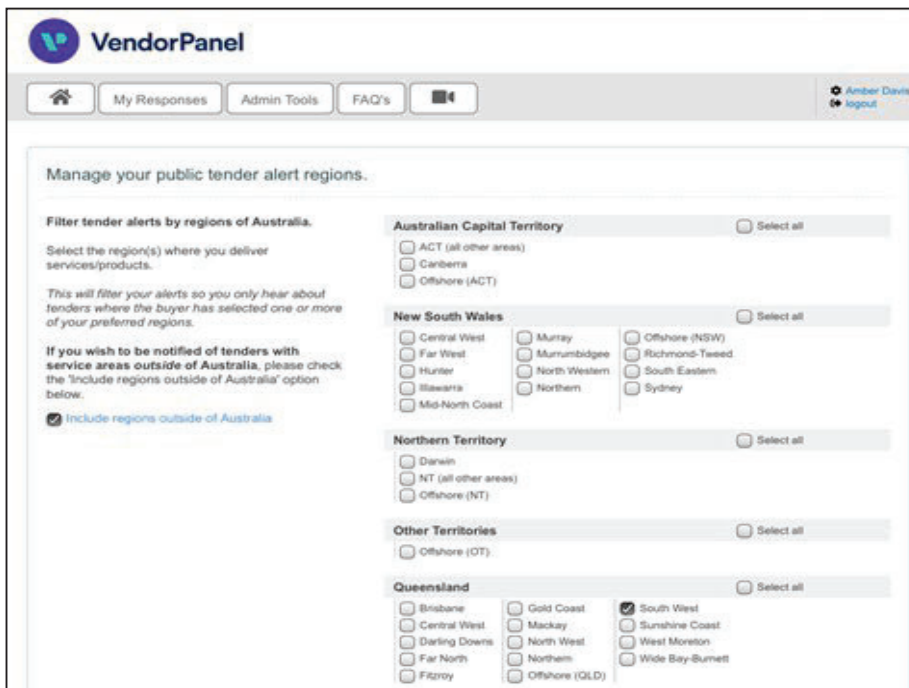 VendorPanel
My Responses
Admin Tools
FAQ's
Amber Davie
logout
Manage your public tender alert regions.
Filter tender alerts by regions of Australia.
Select the region(s) where you deliver
services/products.
This will filter your alerts so you only hear about
tenders where the buyer has selected one or more
of your preferred regions.
If you wish to be notified of tenders with
service areas outside of Australia, please check
the 'Include regions outside of Australia' option
below.
Include regions outside of Australia
Australian Capital Territory Select all
ACT (all other areas)
Canberra
Offshore (ACT)
New South Wales Select all
Central West Murray Offshore (NSW)
Far West Murrumbidgee Richmond-Tweed
Hunter North Western South Eastern
Illawarra Northern Sydney
Mid-North Coast
Northern Territory Select all
Darwin
NT (all other areas)
Offshore (NT)
Other Territories Select all
Offshore (OT)
Queensland Select all
Brisbane Gold Coast South West
Central West Mackay Sunshine Coast
Darling Downs North West West Moreton
Far North Northern Wide Bay-Burnett
Fitzroy Offshore (QLD)